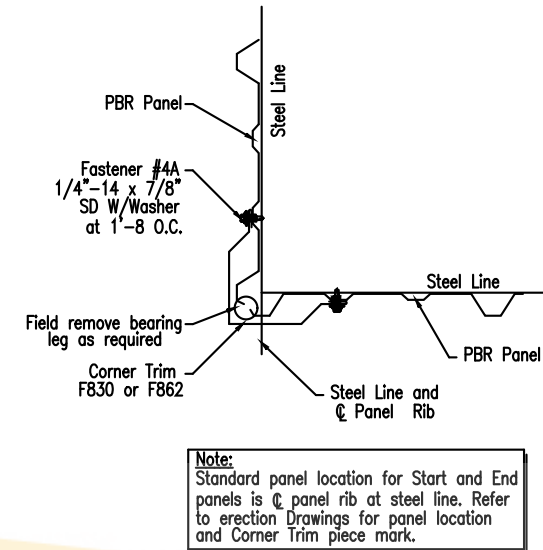 Steel Line
PBR Panel
Fastener #4A
1/4"-14 x 7/8"
SD W/Washer
at 1'-8 O.C.
Steel Line
Field remove bearing
leg as required
PBR Panel
Corner Trim
F830 or F862
Steel Line and
℄ Panel Rib
Note:
Standard panel location for Start and End
panels is ℄ panel rib at steel line. Refer
to erection Drawings for panel location
and Corner Trim piece mark.